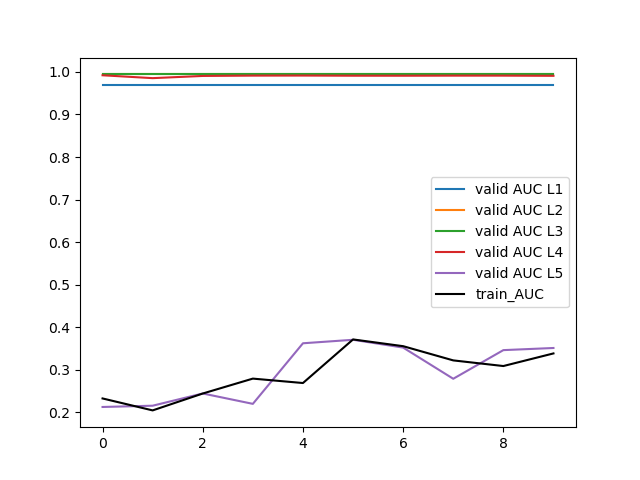 1.0
0.9
0.8
0.7
0.6
0.5
0.4
0.3
0.2
0 2 4 6 8
valid AUC L1
valid AUC L2
valid AUC L3
valid AUC L4
valid AUC L5
train_AUC